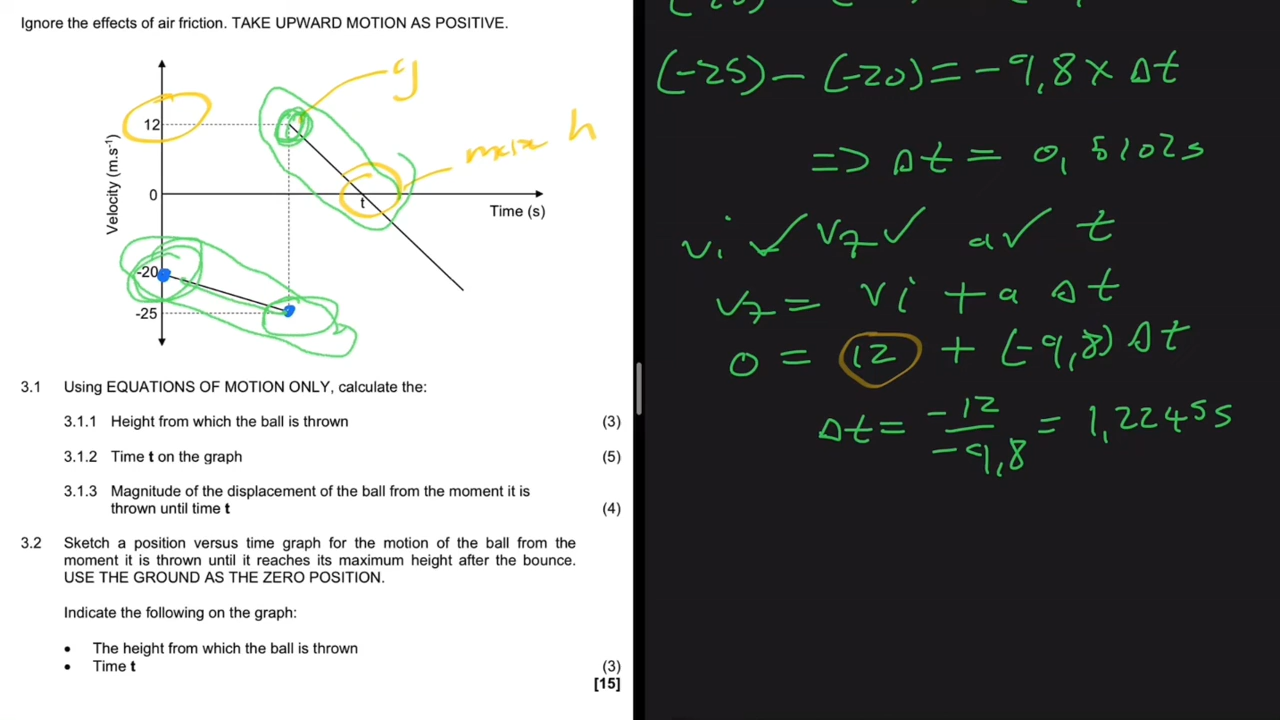 Ignore the effects of air friction. TAKE UPWARD MOTION AS POSITIVE.
g
12
max h
Velocity (m.s-1)
0
t
Time (s)
-20
-25
3.1 Using EQUATIONS OF MOTION ONLY, calculate the:
3.1.1 Height from which the ball is thrown (3)
3.1.2 Time t on the graph (5)
3.1.3 Magnitude of the displacement of the ball from the moment it is
thrown until time t (4)
3.2 Sketch a position versus time graph for the motion of the ball from the
moment it is thrown until it reaches its maximum height after the bounce.
USE THE GROUND AS THE ZERO POSITION.
Indicate the following on the graph:
• The height from which the ball is thrown
• Time t (3)
[15]
(-25) - (-20) = -9,8 × Δt
=> Δt = 0,5102s
vi ✓ vf ✓ a ✓ t
vf = vi + a Δt
0 = 12 + (-9,8) Δt
Δt = -12 / -9,8 = 1,2245s